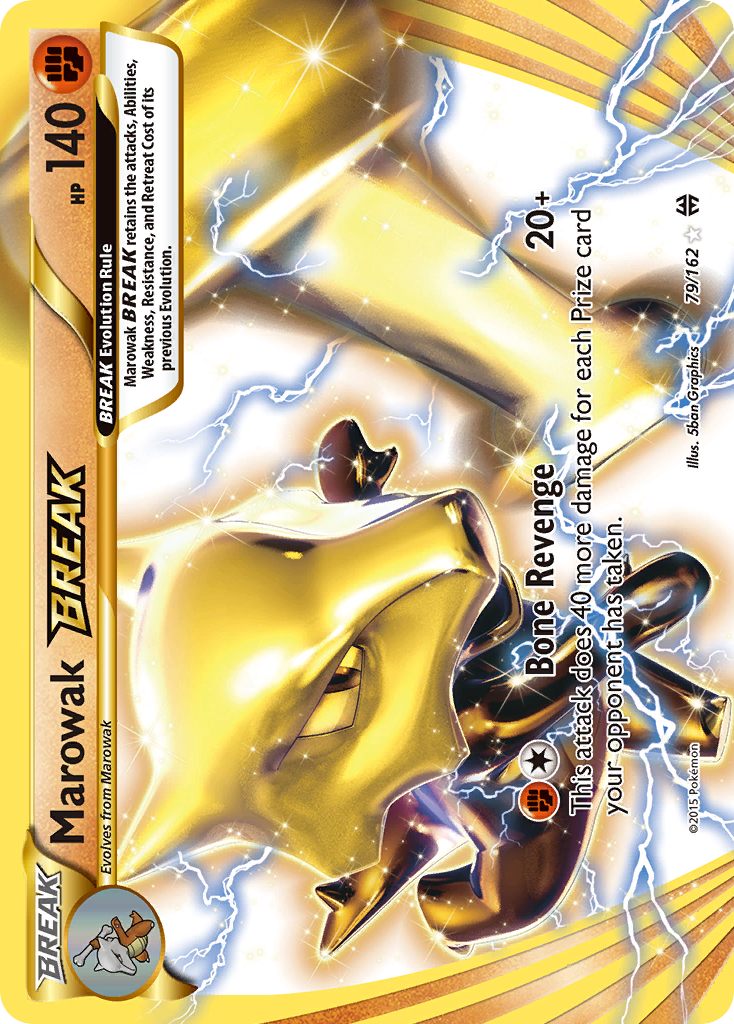 BREAK
Marowak BREAK
HP 140
Evolves from Marowak
BREAK Evolution Rule
Marowak BREAK retains the attacks, Abilities,
Weakness, Resistance, and Retreat Cost of its
previous Evolution.
Bone Revenge 20+
This attack does 40 more damage for each Prize card
your opponent has taken.
©2015 Pokémon
Illus. 5ban Graphics
79/162